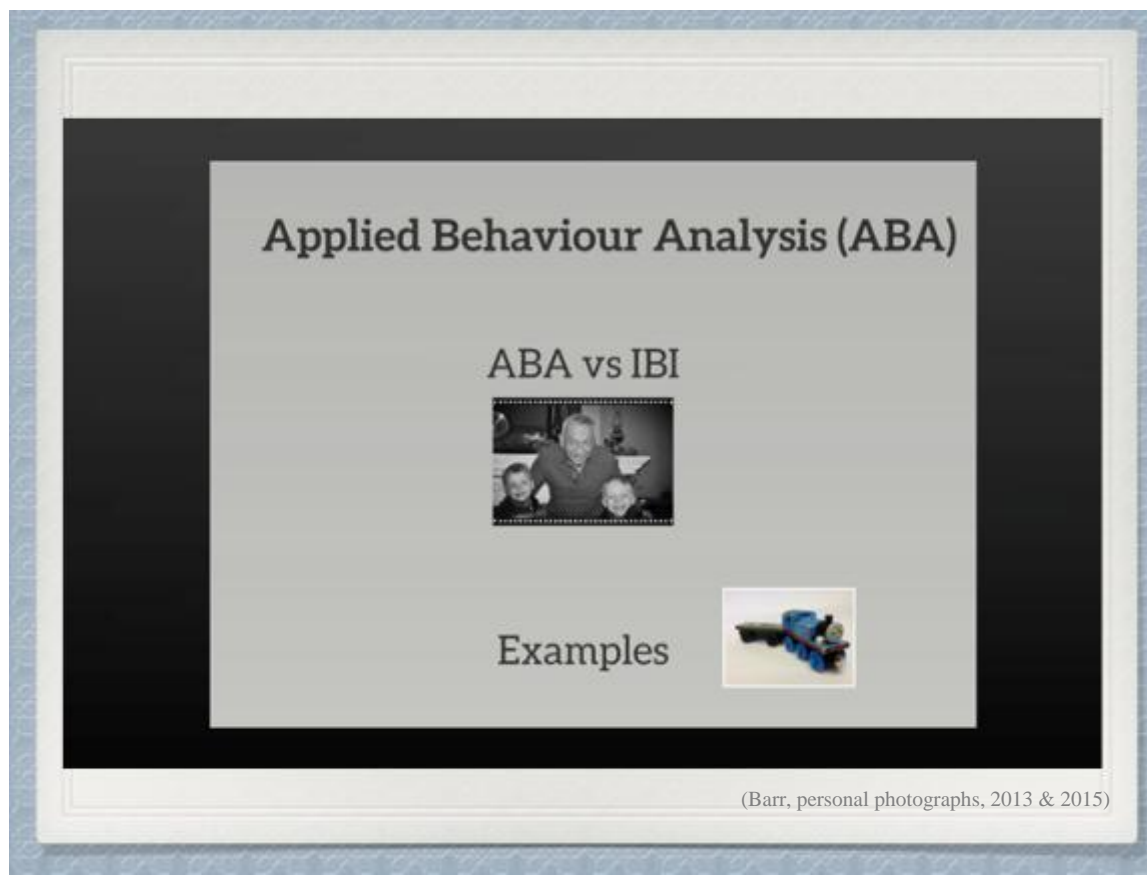 Applied Behaviour Analysis (ABA)
ABA vs IBI
Examples
(Barr, personal photographs, 2013 & 2015)